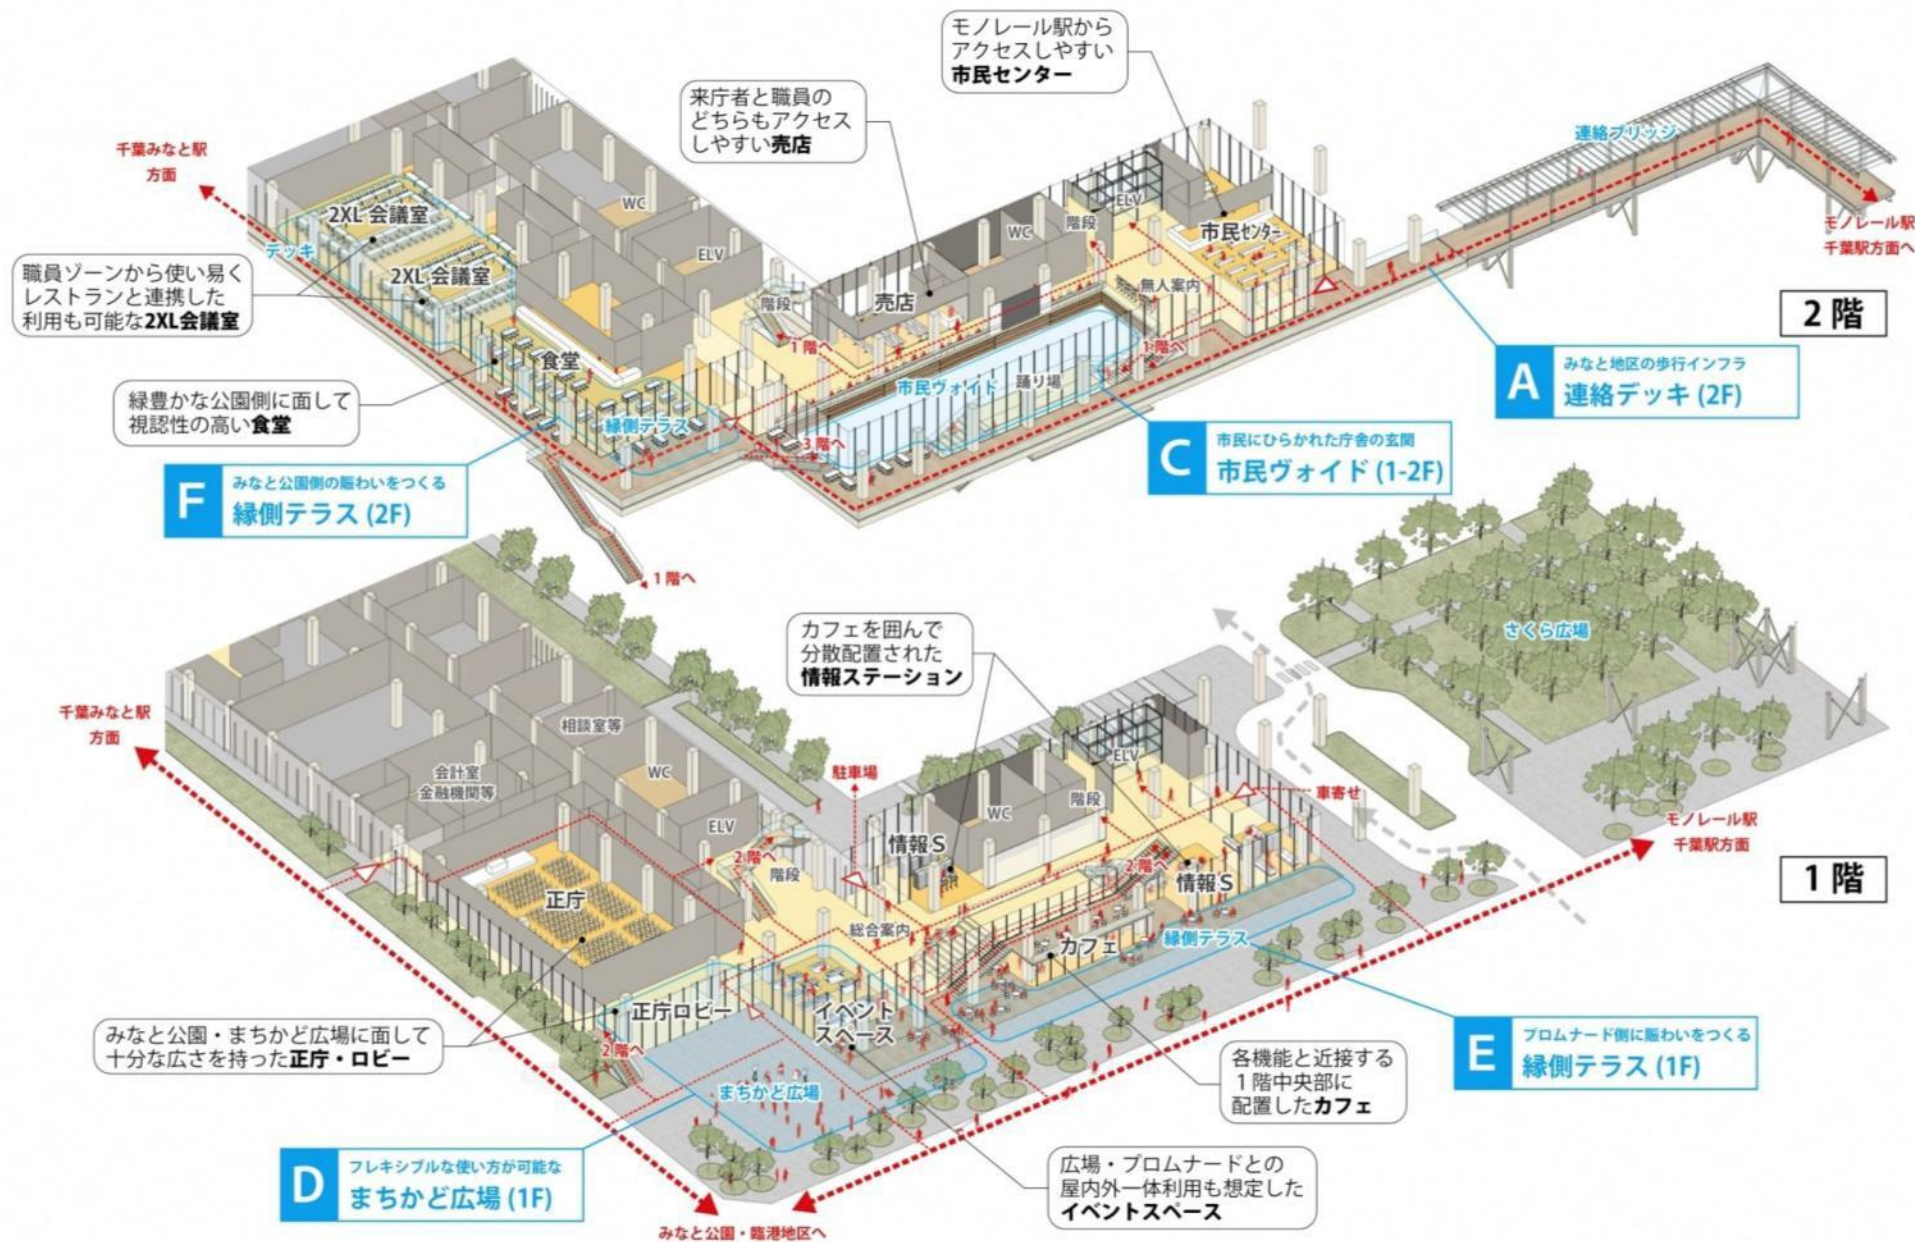 モノレール駅から
アクセスしやすい
市民センター
来庁者と職員の
どちらもアクセス
しやすい売店
千葉みなと駅
方面
連絡ブリッジ
モノレール駅
千葉駅方面へ
2XL 会議室
2XL 会議室
デッキ
WC
ELV
階段
売店
WC
階段
ELV
市民センター
無人案内
職員ゾーンから使い易く
レストランと連携した
利用も可能な2XL会議室
2 階
1 階へ
1 階へ
食堂
市民ヴォイド
踊り場
縁側テラス
3 階へ
緑豊かな公園側に面して
視認性の高い食堂
A
みなと地区の歩行インフラ
連絡デッキ (2F)
C
市民にひらかれた庁舎の玄関
市民ヴォイド (1-2F)
F
みなと公園側の賑わいをつくる
縁側テラス (2F)
1 階へ
カフェを囲んで
分散配置された
情報ステーション
さくら広場
千葉みなと駅
方面
相談室等
会計室
金融機関等
WC
ELV
駐車場
2 階へ
階段
情報 S
WC
階段
ELV
車寄せ
モノレール駅
千葉駅方面
1 階
2 階へ
情報 S
正庁
総合案内
カフェ
縁側テラス
正庁ロビー
イベント
スペース
2 階へ
まちかど広場
みなと公園・まちかど広場に面して
十分な広さを持った正庁・ロビー
E
プロムナード側に賑わいをつくる
縁側テラス (1F)
各機能と近接する
1 階中央部に
配置したカフェ
D
フレキシブルな使い方が可能な
まちかど広場 (1F)
広場・プロムナードとの
屋内外一体利用も想定した
イベントスペース
みなと公園・臨港地区へ